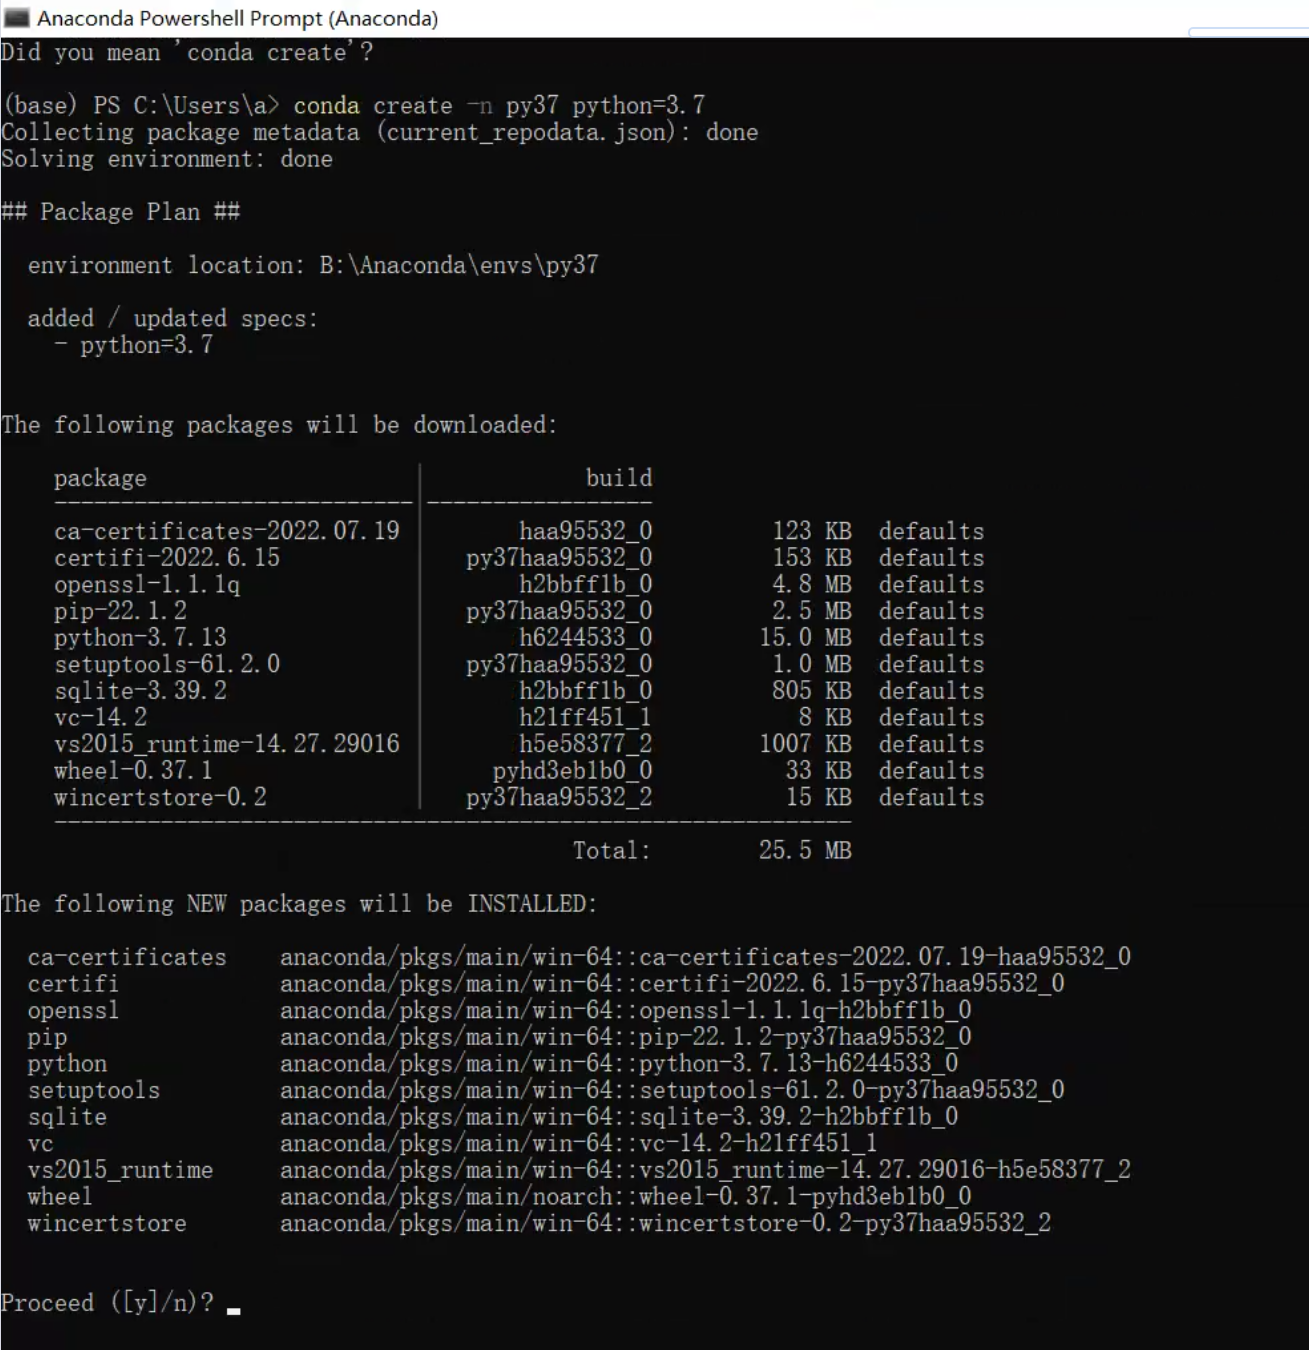 Anaconda Powershell Prompt (Anaconda)
Did you mean 'conda create'?
(base) PS C:\Users\a> conda create -n py37 python=3.7
Collecting package metadata (current_repodata.json): done
Solving environment: done
## Package Plan ##
environment location: B:\Anaconda\envs\py37
added / updated specs:
- python=3.7
The following packages will be downloaded:
package | build
---------------------------|-----------------
ca-certificates-2022.07.19 | haa95532_0 123 KB defaults
certifi-2022.6.15 | py37haa95532_0 153 KB defaults
openssl-1.1.1q | h2bbff1b_0 4.8 MB defaults
pip-22.1.2 | py37haa95532_0 2.5 MB defaults
python-3.7.13 | h6244533_0 15.0 MB defaults
setuptools-61.2.0 | py37haa95532_0 1.0 MB defaults
sqlite-3.39.2 | h2bbff1b_0 805 KB defaults
vc-14.2 | h21ff451_1 8 KB defaults
vs2015_runtime-14.27.29016 | h5e58377_2 1007 KB defaults
wheel-0.37.1 | pyhd3eb1b0_0 33 KB defaults
wincertstore-0.2 | py37haa95532_2 15 KB defaults
------------------------------------------------------------
Total: 25.5 MB
The following NEW packages will be INSTALLED:
ca-certificates anaconda/pkgs/main/win-64::ca-certificates-2022.07.19-haa95532_0
certifi anaconda/pkgs/main/win-64::certifi-2022.6.15-py37haa95532_0
openssl anaconda/pkgs/main/win-64::openssl-1.1.1q-h2bbff1b_0
pip anaconda/pkgs/main/win-64::pip-22.1.2-py37haa95532_0
python anaconda/pkgs/main/win-64::python-3.7.13-h6244533_0
setuptools anaconda/pkgs/main/win-64::setuptools-61.2.0-py37haa95532_0
sqlite anaconda/pkgs/main/win-64::sqlite-3.39.2-h2bbff1b_0
vc anaconda/pkgs/main/win-64::vc-14.2-h21ff451_1
vs2015_runtime anaconda/pkgs/main/win-64::vs2015_runtime-14.27.29016-h5e58377_2
wheel anaconda/pkgs/main/noarch::wheel-0.37.1-pyhd3eb1b0_0
wincertstore anaconda/pkgs/main/win-64::wincertstore-0.2-py37haa95532_2
Proceed ([y]/n)?